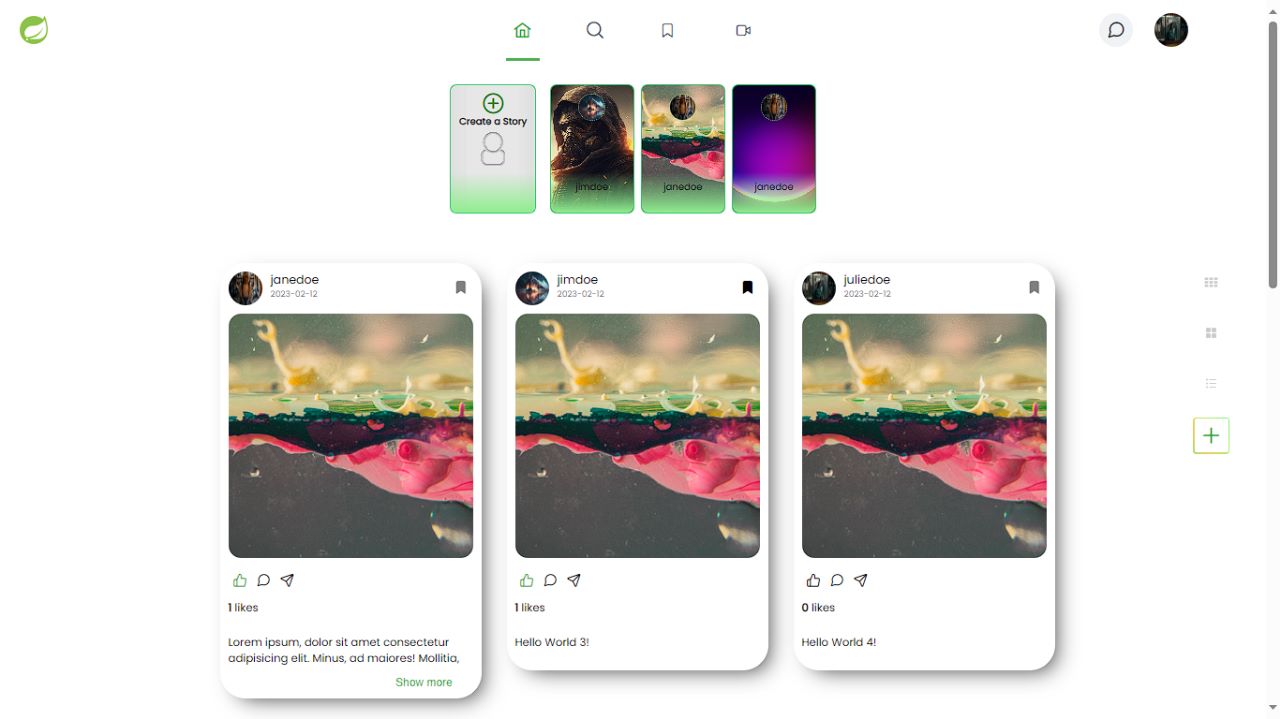 Create a Story
jimdoe
janedoe
janedoe
janedoe
2023-02-12
jimdoe
2023-02-12
juliedoe
2023-02-12
1 likes
Lorem ipsum, dolor sit amet consectetur
adipisicing elit. Minus, ad maiores! Mollitia,
Show more
1 likes
Hello World 3!
0 likes
Hello World 4!